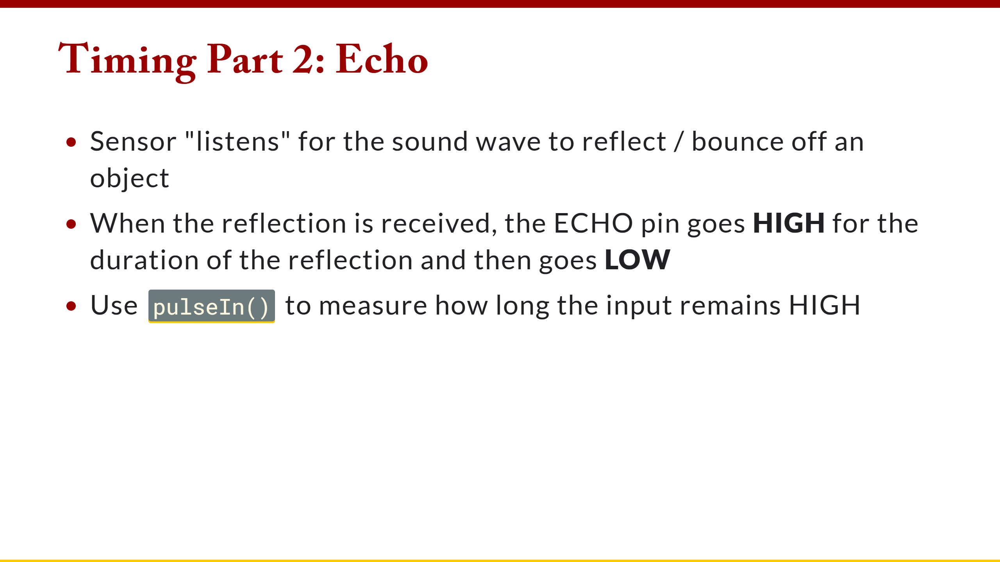 Timing Part 2: Echo
Sensor "listens" for the sound wave to reflect / bounce off an
object
When the reflection is received, the ECHO pin goes HIGH for the
duration of the reflection and then goes LOW
Use pulseIn() to measure how long the input remains HIGH